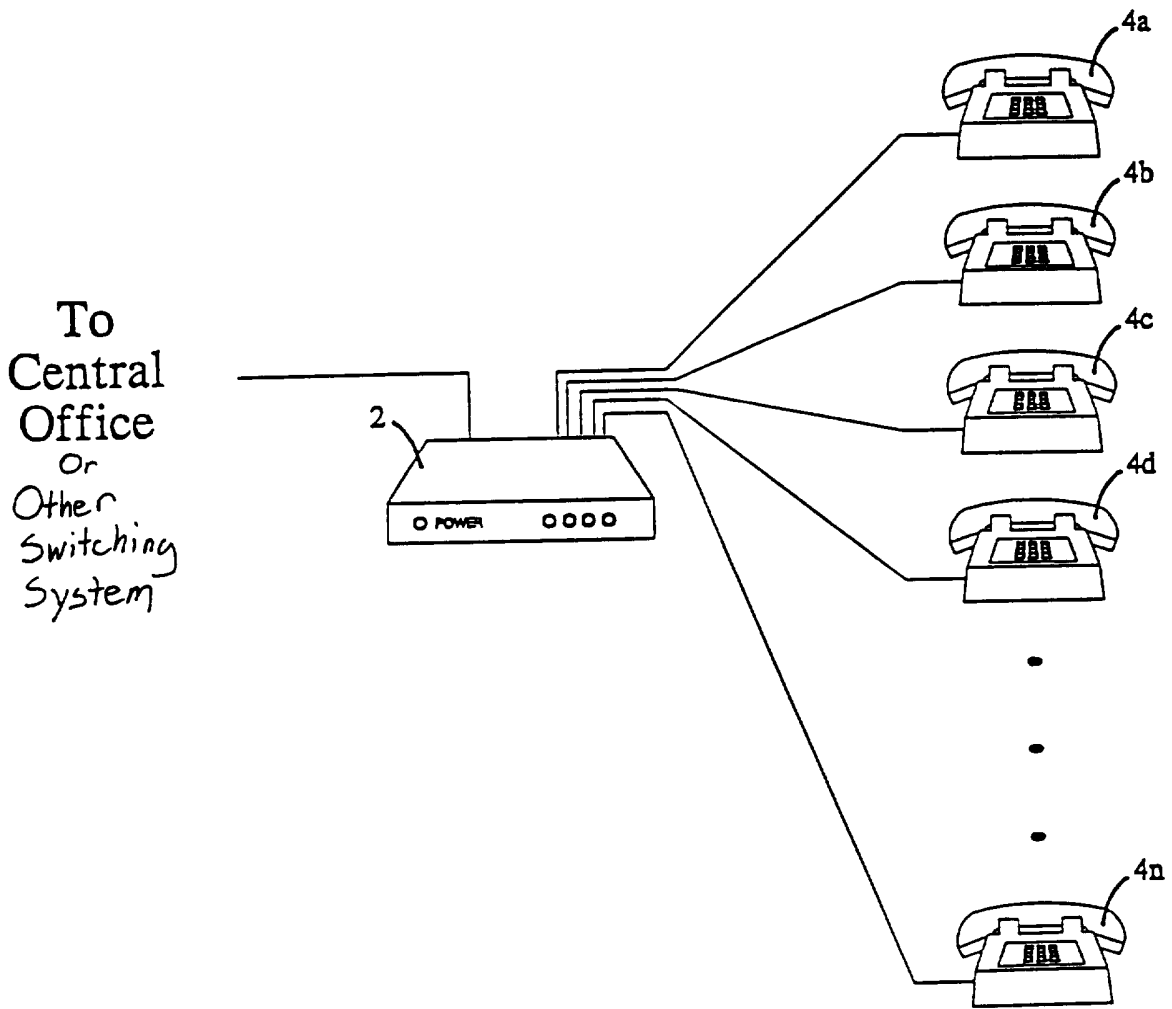 4a
4b
To
Central
Office
Or
Other
Switching
System
4c
2
POWER
4d
4n